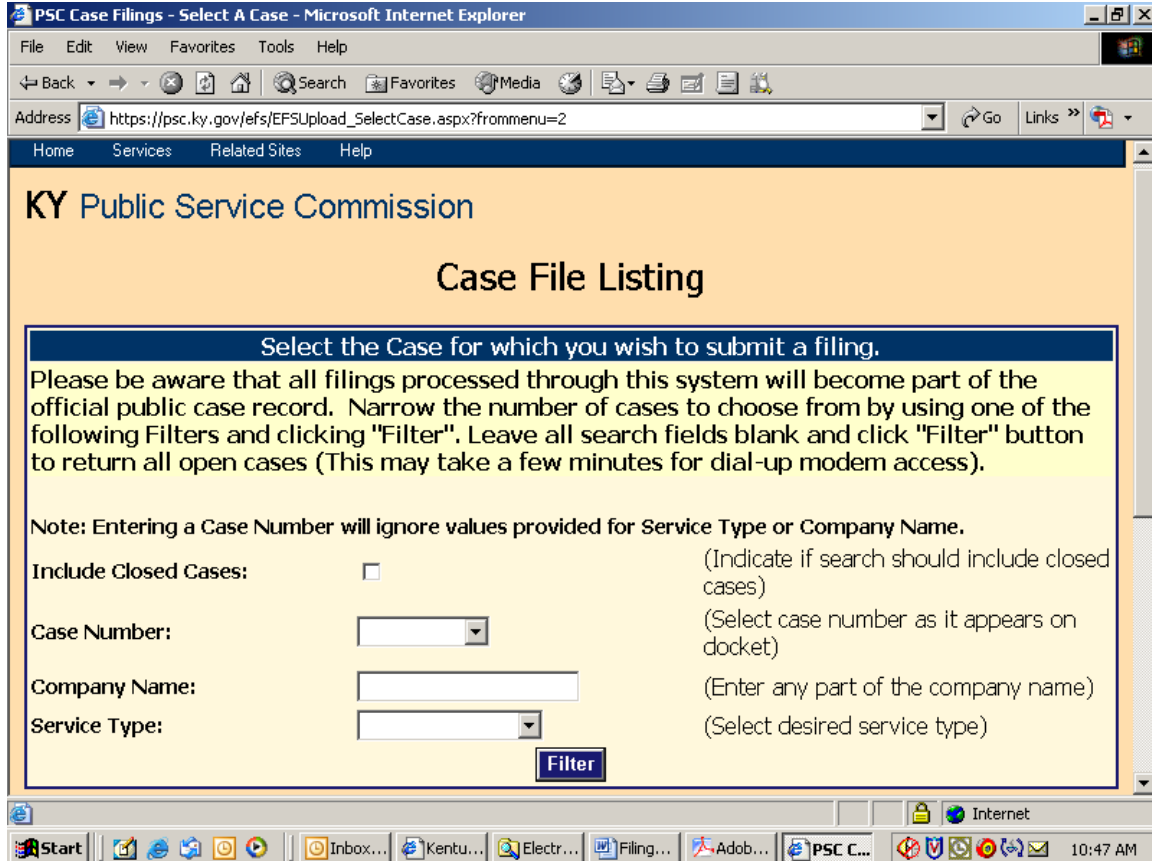 PSC Case Filings - Select A Case - Microsoft Internet Explorer
File Edit View Favorites Tools Help
Back Search Favorites Media
Address https://psc.ky.gov/efs/EFSUpload_SelectCase.aspx?frommenu=2 Go Links »
Home Services Related Sites Help
KY Public Service Commission
Case File Listing
Select the Case for which you wish to submit a filing.
Please be aware that all filings processed through this system will become part of the
official public case record. Narrow the number of cases to choose from by using one of the
following Filters and clicking "Filter". Leave all search fields blank and click "Filter" button
to return all open cases (This may take a few minutes for dial-up modem access).
Note: Entering a Case Number will ignore values provided for Service Type or Company Name.
Include Closed Cases: (Indicate if search should include closed
cases)
Case Number: (Select case number as it appears on
docket)
Company Name: (Enter any part of the company name)
Service Type: (Select desired service type)
Filter
Internet
Start Inbox... Kentu... Electr... Filing... Adob... PSC C... 10:47 AM